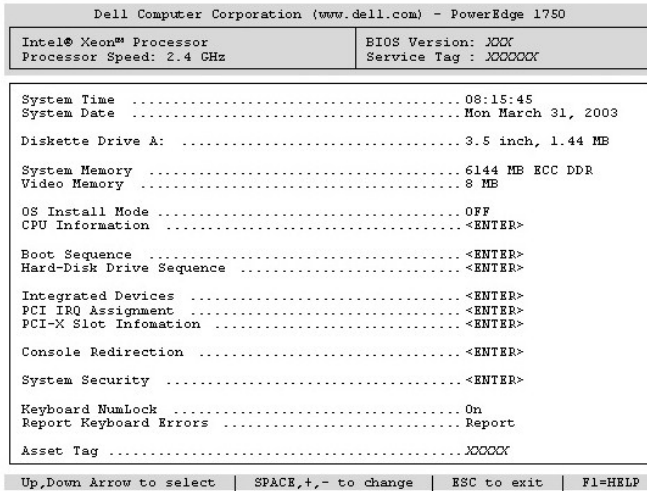 Dell Computer Corporation (www.dell.com) - PowerEdge 1750
Intel® Xeon™ Processor
Processor Speed: 2.4 GHz
BIOS Version: XXX
Service Tag : XXXXXX
System Time ........................................ 08:15:45
System Date ........................................ Mon March 31, 2003
Diskette Drive A: .................................. 3.5 inch, 1.44 MB
System Memory ...................................... 6144 MB ECC DDR
Video Memory ....................................... 8 MB
OS Install Mode ..................................... OFF
CPU Information .................................... <ENTER>
Boot Sequence ...................................... <ENTER>
Hard-Disk Drive Sequence ........................... <ENTER>
Integrated Devices ................................. <ENTER>
PCI IRQ Assignment ................................. <ENTER>
PCI-X Slot Infomation .............................. <ENTER>
Console Redirection ................................ <ENTER>
System Security .................................... <ENTER>
Keyboard NumLock ................................... On
Report Keyboard Errors ............................. Report
Asset Tag ........................................... XXXXX
Up,Down Arrow to select | SPACE,+,- to change | ESC to exit | F1=HELP